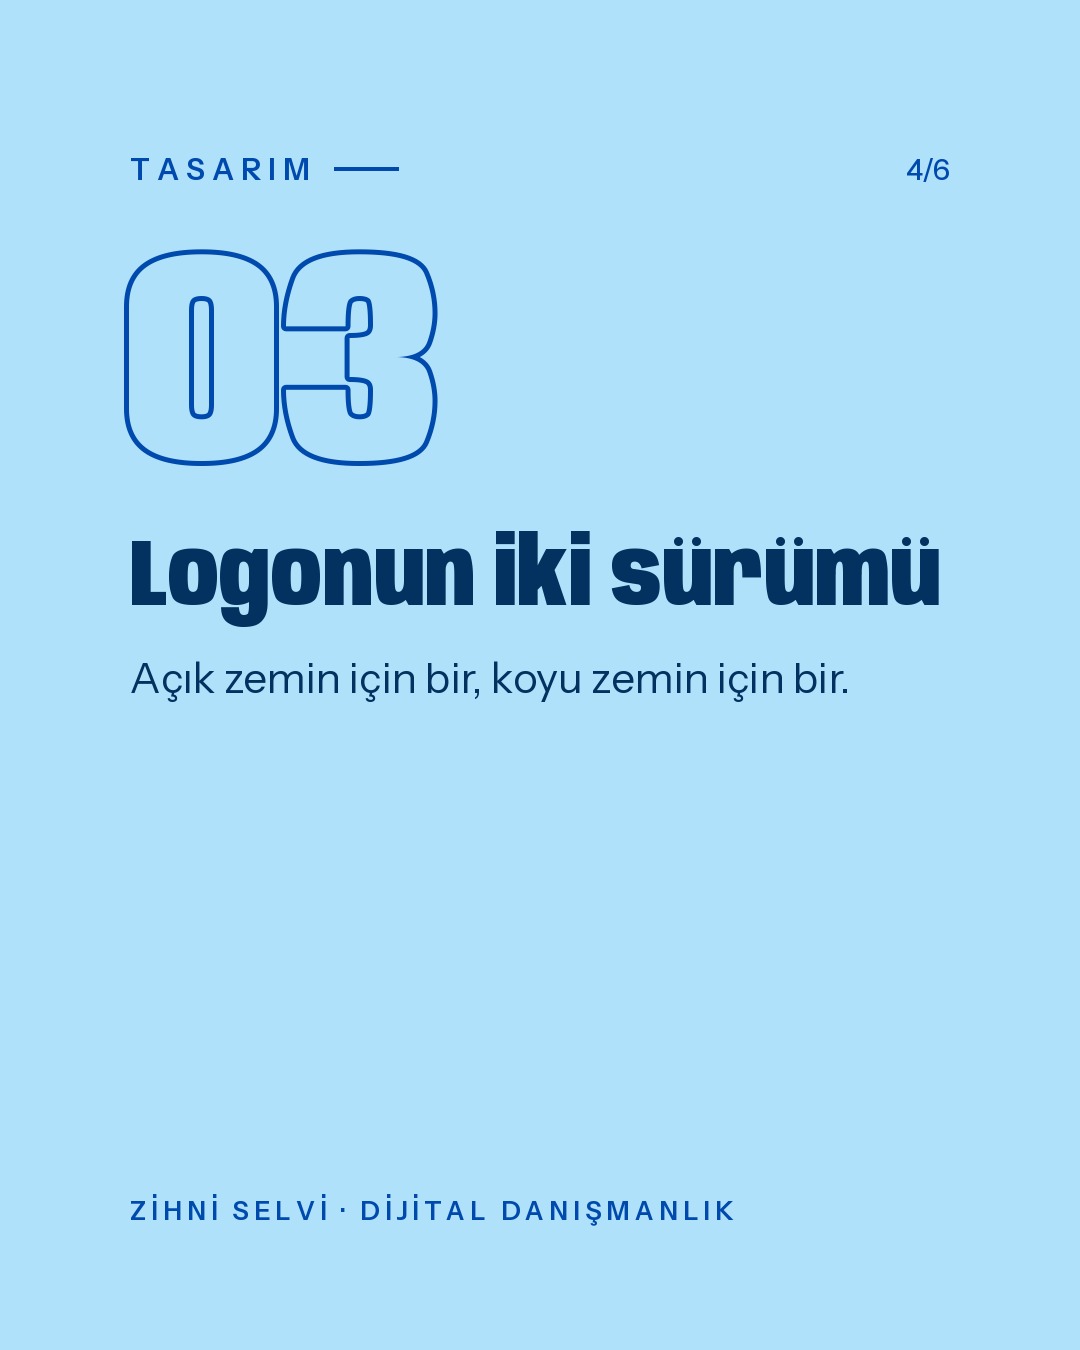 TASARIM
4/6
03
Logonun iki sürümü
Açık zemin için bir, koyu zemin için bir.
ZİHNİ SELVİ · DİJİTAL DANIŞMANLIK